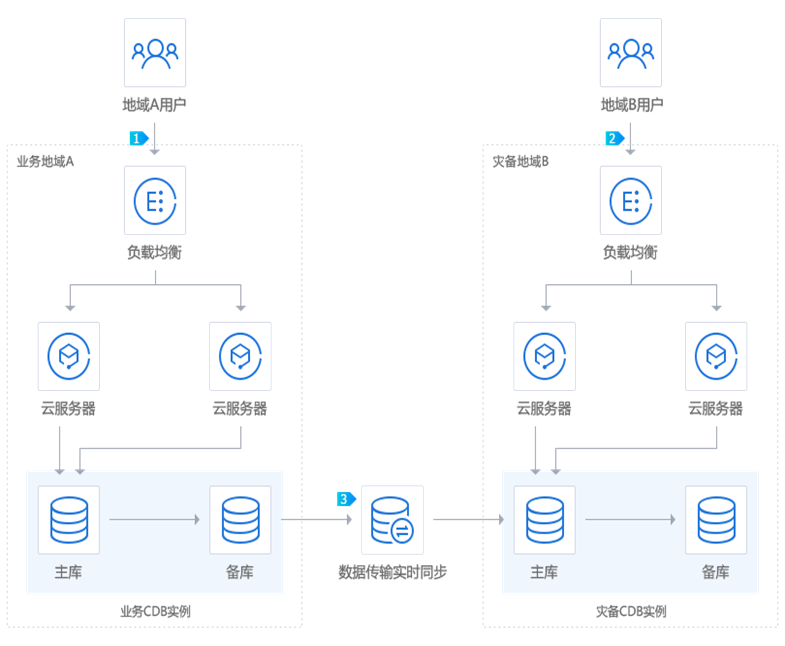 地域A用户
地域B用户
1
2
业务地域A
灾备地域B
负载均衡
负载均衡
云服务器
云服务器
云服务器
云服务器
3
主库
备库
数据传输实时同步
主库
备库
业务CDB实例
灾备CDB实例